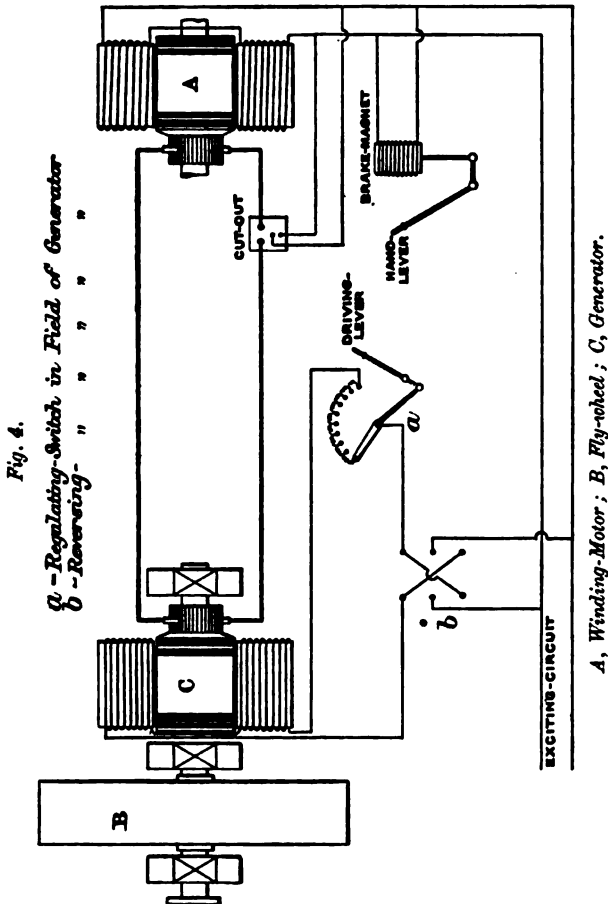 Fig. 4.
a - Regulating-Switch in Field of Generator
b - Reversing- " " " " "
A
CUT-OUT
BRAKE-MAGNET
HAND-
LEVER
DRIVING-
LEVER
a
C
B
b
EXCITING-CIRCUIT
A, Winding-Motor; B, Fly-wheel; C, Generator.